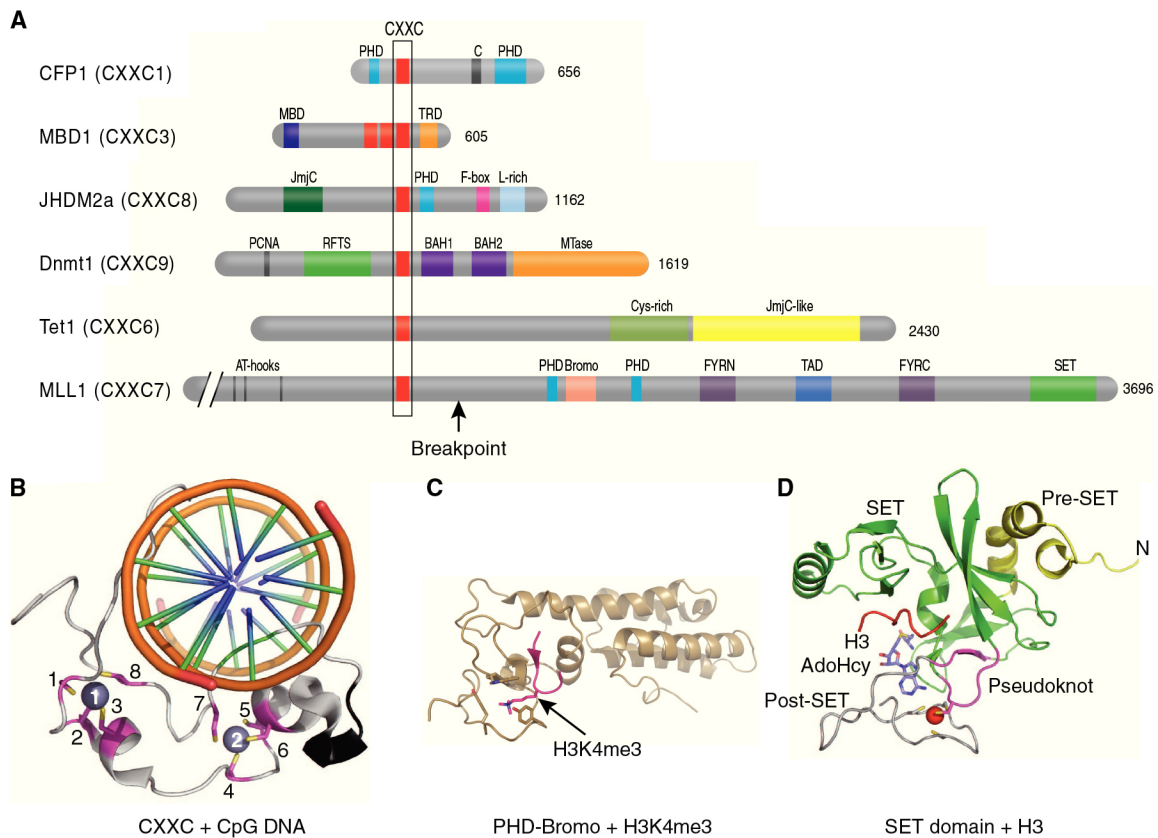 A
CXXC
PHD C PHD
CFP1 (CXXC1) 656
MBD TRD
MBD1 (CXXC3) 605
JmjC PHD F-box L-rich
JHDM2a (CXXC8) 1162
PCNA RFTS BAH1 BAH2 MTase
Dnmt1 (CXXC9) 1619
Cys-rich JmjC-like
Tet1 (CXXC6) 2430
AT-hooks PHD Bromo PHD FYRN TAD FYRC SET
MLL1 (CXXC7) 3696
Breakpoint
B
1 8
1
3
2
7
5
2
6
4
CXXC + CpG DNA
C
H3K4me3
PHD-Bromo + H3K4me3
D
SET
Pre-SET
N
H3
AdoHcy
Post-SET
Pseudoknot
SET domain + H3